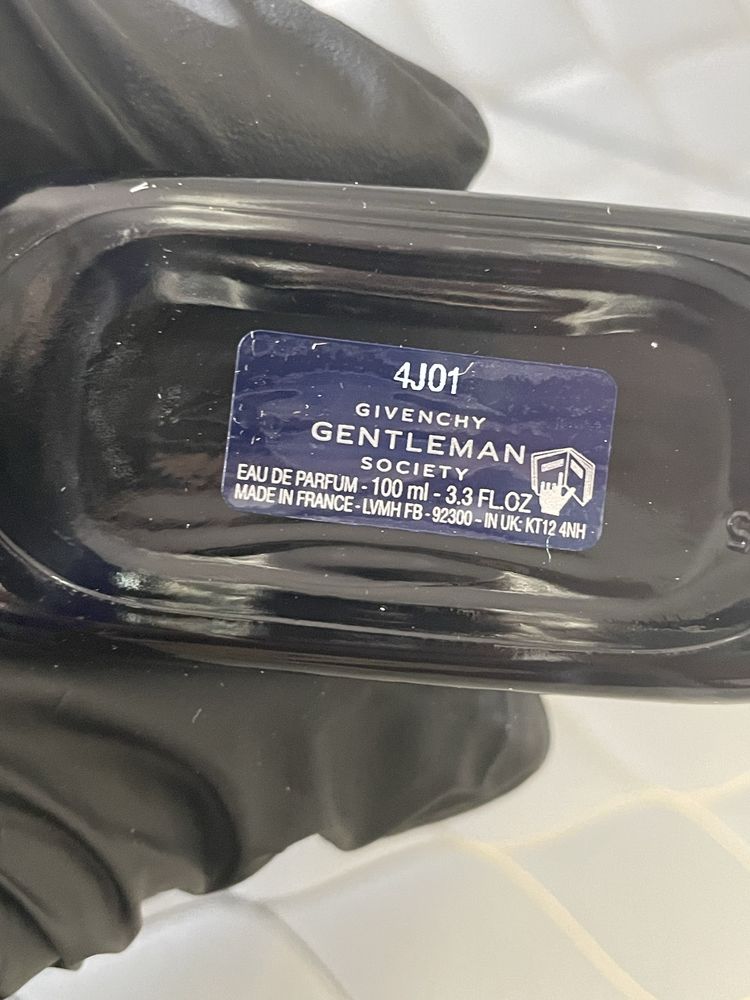 4J01
GIVENCHY
GENTLEMAN
SOCIETY
EAU DE PARFUM - 100 ml - 3.3 FL.OZ
MADE IN FRANCE - LVMH FB - 92300 - IN UK: KT12 4NH